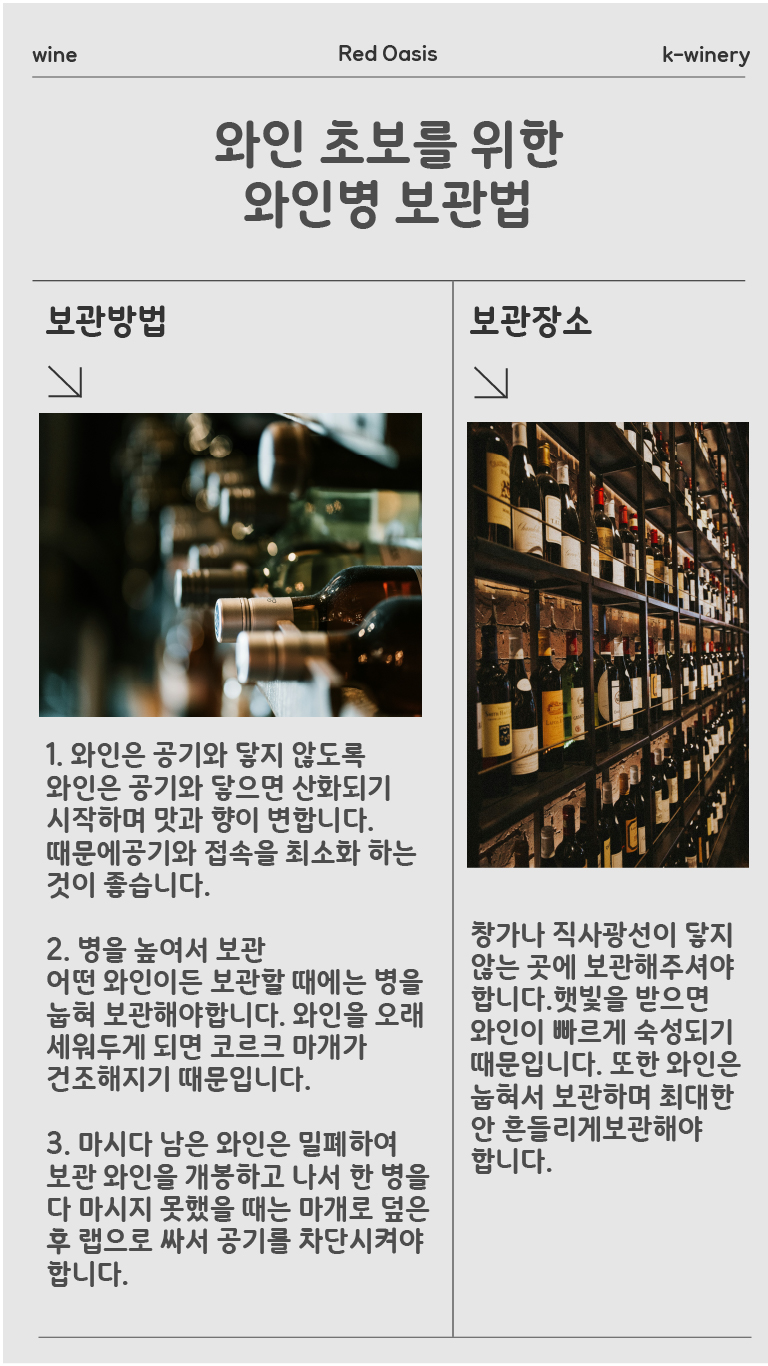 wine
Red Oasis
k-winery
와인 초보를 위한
와인병 보관법
보관방법
1. 와인은 공기와 닿지 않도록
와인은 공기와 닿으면 산화되기
시작하며 맛과 향이 변합니다.
때문에공기와 접속을 최소화 하는
것이 좋습니다.
2. 병을 높여서 보관
어떤 와인이든 보관할 때에는 병을
눕혀 보관해야합니다. 와인을 오래
세워두게 되면 코르크 마개가
건조해지기 때문입니다.
3. 마시다 남은 와인은 밀폐하여
보관 와인을 개봉하고 나서 한 병을
다 마시지 못했을 때는 마개로 덮은
후 랩으로 싸서 공기를 차단시켜야
합니다.
보관장소
창가나 직사광선이 닿지
않는 곳에 보관해주셔야
합니다.햇빛을 받으면
와인이 빠르게 숙성되기
때문입니다. 또한 와인은
눕혀서 보관하며 최대한
안 흔들리게보관해야
합니다.